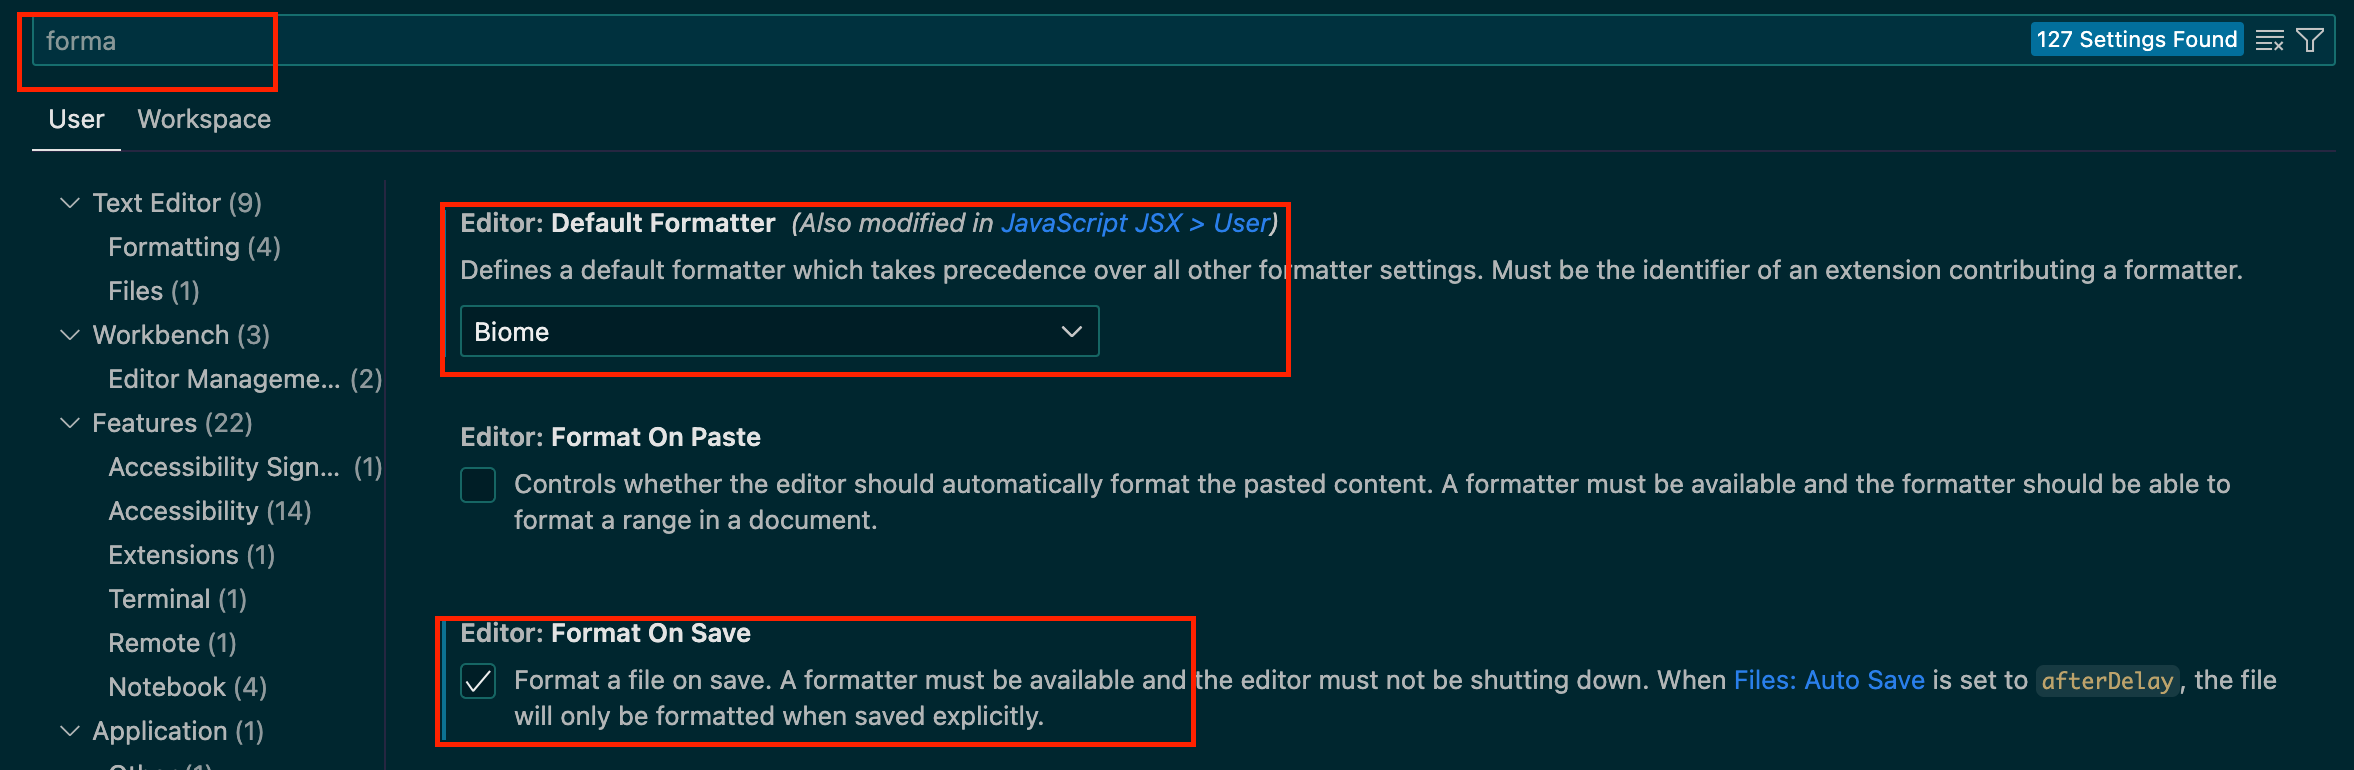 forma
127 Settings Found
User Workspace
Text Editor (9)
Formatting (4)
Files (1)
Workbench (3)
Editor Manageme... (2)
Features (22)
Accessibility Sign... (1)
Accessibility (14)
Extensions (1)
Terminal (1)
Remote (1)
Notebook (4)
Application (1)
Editor: Default Formatter (Also modified in JavaScript JSX > User)
Defines a default formatter which takes precedence over all other formatter settings. Must be the identifier of an extension contributing a formatter.
Biome
Editor: Format On Paste
Controls whether the editor should automatically format the pasted content. A formatter must be available and the formatter should be able to
format a range in a document.
Editor: Format On Save
Format a file on save. A formatter must be available and the editor must not be shutting down. When Files: Auto Save is set to afterDelay, the file
will only be formatted when saved explicitly.